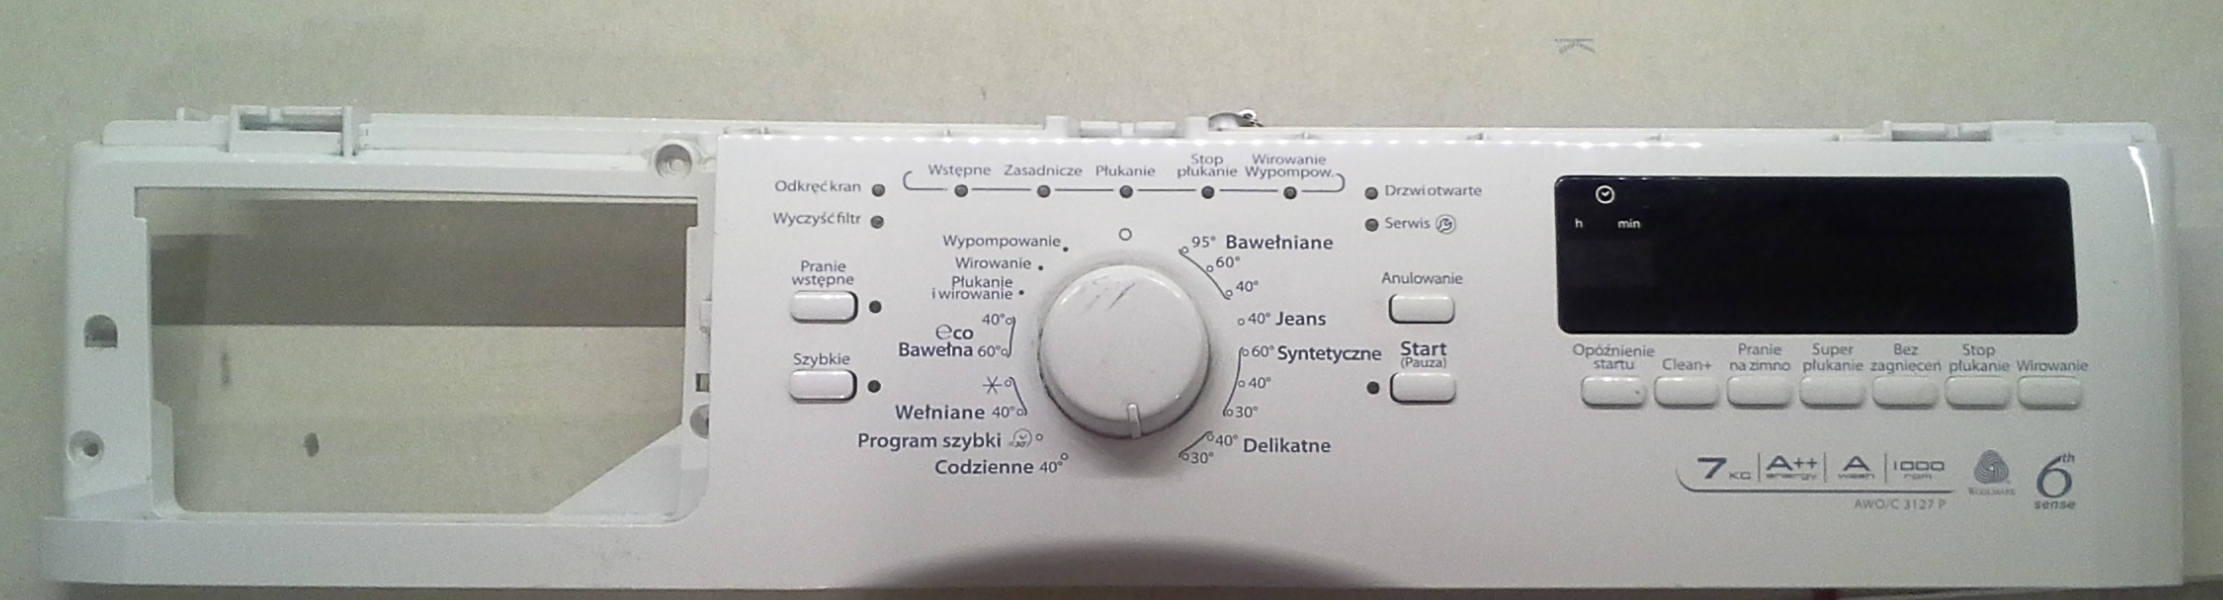 Wstępne Zasadnicze Płukanie Stop płukanie Wirowanie Wypompow.
Odkręć kran
Wyczyść filtr
Drzwi otwarte
Serwis
Pranie
wstępne
Szybkie
Wypompowanie
Wirowanie
Płukanie
i wirowanie
40°
eco
Bawełna 60°
Wełniane 40°
Program szybki
Codzienne 40°
95° Bawełniane
60°
40°
40° Jeans
60° Syntetyczne
40°
30°
40° Delikatne
30°
Anulowanie
Start
(Pauza)
h min
Opóźnienie
startu
Clean+
Pranie
na zimno
Super
płukanie
Bez
zagnieceń
Stop
płukanie
Wirowanie
7 KG A++ energy A wash 1000 rpm
WOOLMARK
6th
sense
AWO/C 3127 P